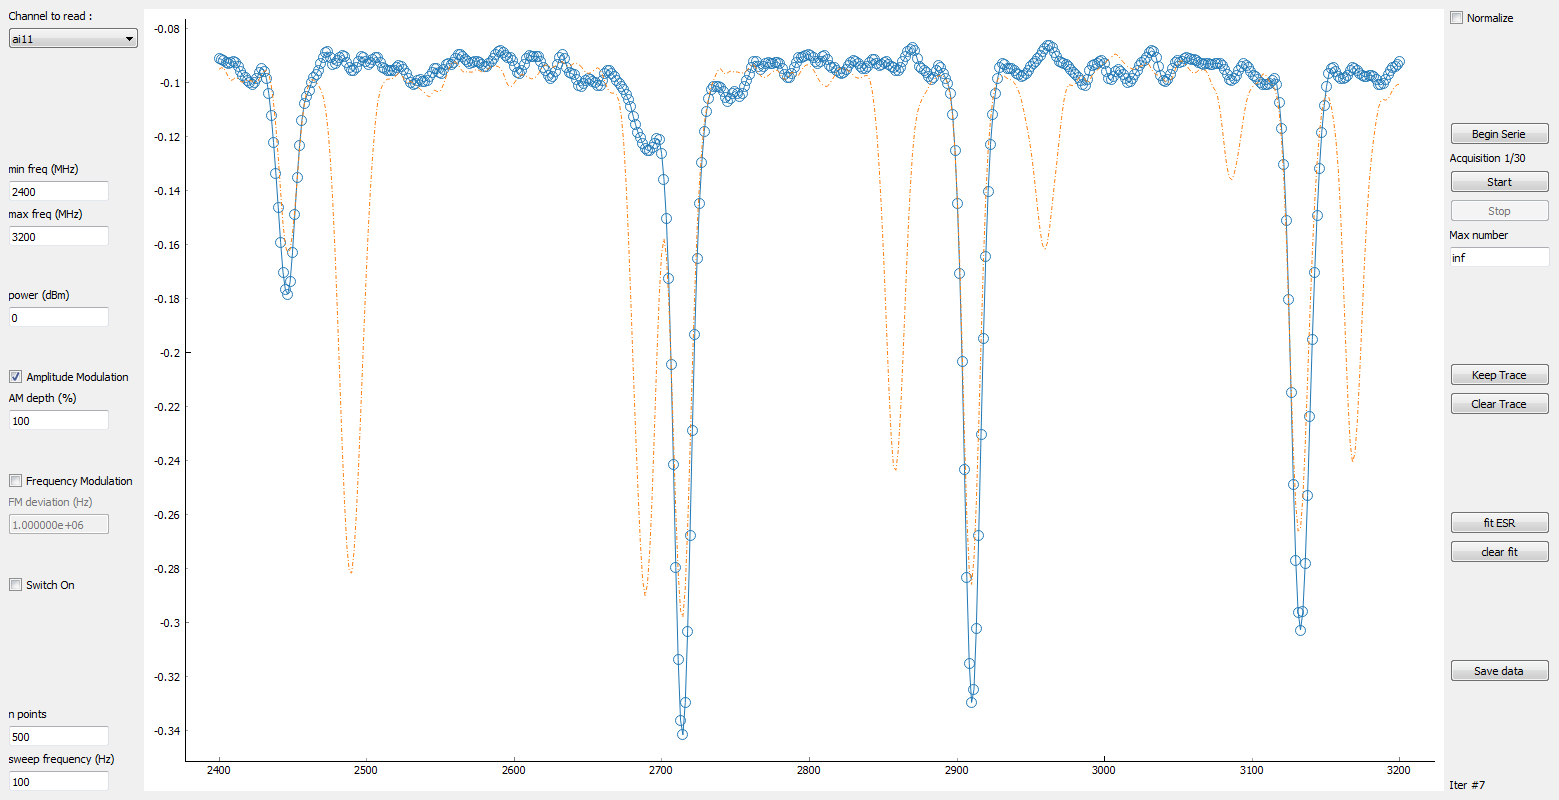 Channel to read :
ai11
min freq (MHz)
2400
max freq (MHz)
3200
power (dBm)
0
Amplitude Modulation
AM depth (%)
100
Frequency Modulation
FM deviation (Hz)
1.000000e+06
Switch On
n points
500
sweep frequency (Hz)
100
-0.08
-0.1
-0.12
-0.14
-0.16
-0.18
-0.2
-0.22
-0.24
-0.26
-0.28
-0.3
-0.32
-0.34
2400 2500 2600 2700 2800 2900 3000 3100 3200
Normalize
Begin Serie
Acquisition 1/30
Start
Stop
Max number
inf
Keep Trace
Clear Trace
fit ESR
clear fit
Save data
Iter #7